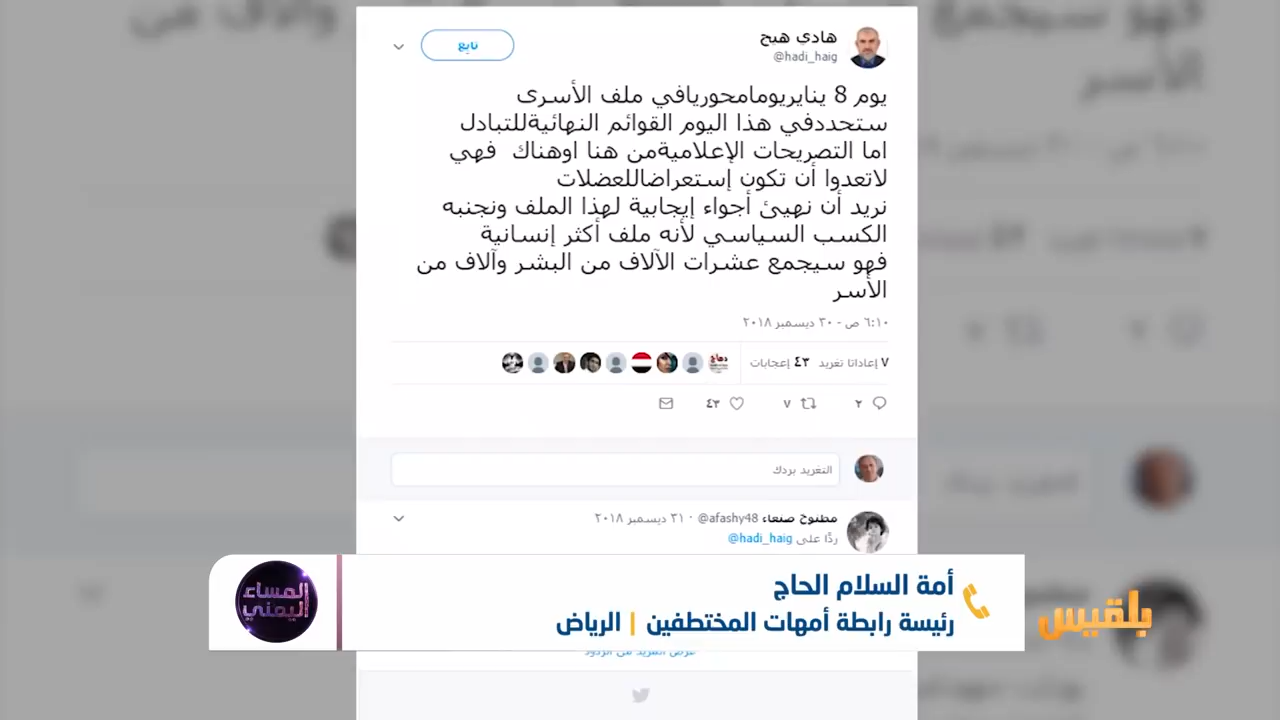 هادي هيج
@hadi_haig
تابع
يوم 8 ينايريومامحوريافي ملف الأسرى
ستحددفي هذا اليوم القوائم النهائيةللتبادل
اما التصريحات الإعلاميةمن هنا اوهناك فهي
لاتعدوا أن تكون إستعراضاللعضلات
نريد أن نهيئ أجواء إيجابية لهذا الملف ونجنبه
الكسب السياسي لأنه ملف أكثر إنسانية
فهو سيجمع عشرات الآلاف من البشر وآلاف من
الأسر
٦:١٠ ص - ٣٠ ديسمبر ٢٠١٨
٧ إعاداتا تغريد ٤٣ إعجابات
٢ ٧ ٤٣
التغريد بردك
مطنوخ صنعاء @afashy48 · ٣١ ديسمبر ٢٠١٨
ردًا على @hadi_haig
أمة السلام الحاج
رئيسة رابطة أمهات المختطفين | الرياض
المساء
اليمني
بلقيس